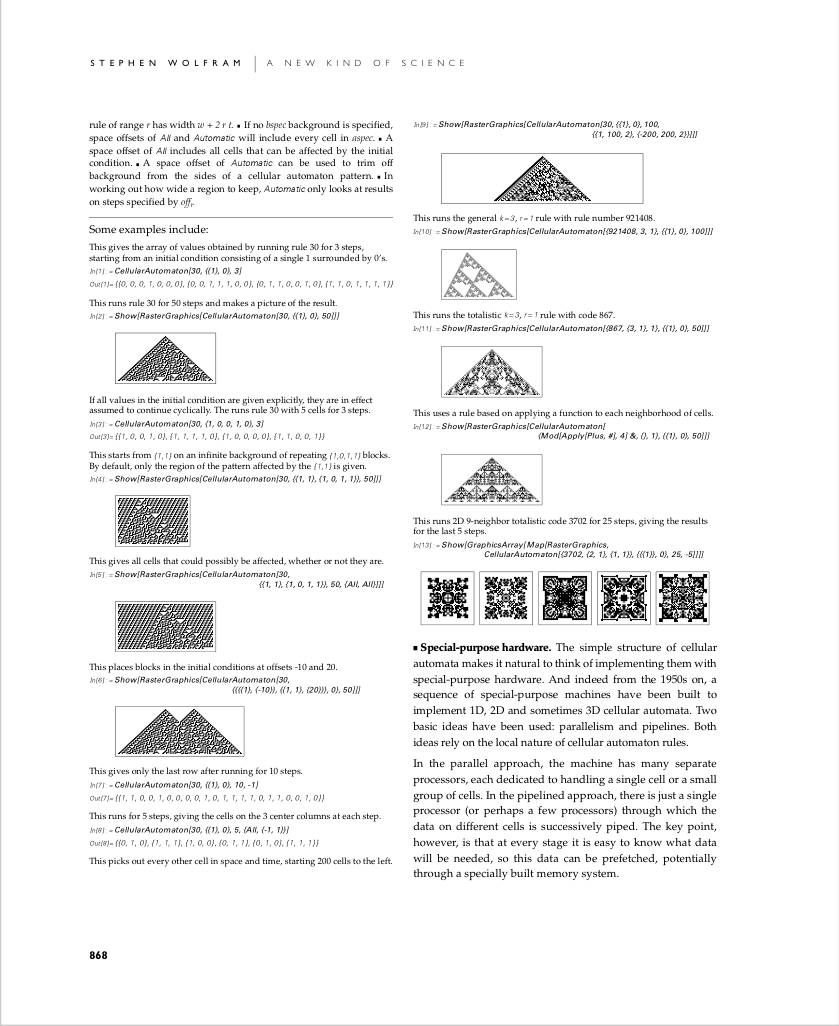 STEPHEN WOLFRAM | A NEW KIND OF SCIENCE
rule of range r has width w + 2 r t. ▪ If no bspec background is specified,
space offsets of All and Automatic will include every cell in aspec. ▪ A
space offset of All includes all cells that can be affected by the initial
condition. ▪ A space offset of Automatic can be used to trim off
background from the sides of a cellular automaton pattern. ▪ In
working out how wide a region to keep, Automatic only looks at results
on steps specified by offₜ.
Some examples include:
This gives the array of values obtained by running rule 30 for 3 steps,
starting from an initial condition consisting of a single 1 surrounded by 0's.
In[1] := CellularAutomaton[30, {{1}, 0}, 3]
Out[1]= {{0, 0, 0, 1, 0, 0, 0}, {0, 0, 1, 1, 1, 0, 0}, {0, 1, 1, 0, 0, 1, 0}, {1, 1, 0, 1, 1, 1, 1}}
This runs rule 30 for 50 steps and makes a picture of the result.
In[2] := Show[RasterGraphics[CellularAutomaton[30, {{1}, 0}, 50]]]
If all values in the initial condition are given explicitly, they are in effect
assumed to continue cyclically. The runs rule 30 with 5 cells for 3 steps.
In[3] := CellularAutomaton[30, {1, 0, 0, 1, 0}, 3]
Out[3]= {{1, 0, 0, 1, 0}, {1, 1, 1, 1, 0}, {1, 0, 0, 0, 0}, {1, 1, 0, 0, 1}}
This starts from {1,1} on an infinite background of repeating {1,0,1,1} blocks.
By default, only the region of the pattern affected by the {1,1} is given.
In[4] := Show[RasterGraphics[CellularAutomaton[30, {{1, 1}, {1, 0, 1, 1}}, 50]]]
This gives all cells that could possibly be affected, whether or not they are.
In[5] := Show[RasterGraphics[CellularAutomaton[30,
{{1, 1}, {1, 0, 1, 1}}, 50, {All, All}]]]
This places blocks in the initial conditions at offsets -10 and 20.
In[6] := Show[RasterGraphics[CellularAutomaton[30,
{{{{1}, {-10}}, {{1, 1}, {20}}}, 0}, 50]]]
This gives only the last row after running for 10 steps.
In[7] := CellularAutomaton[30, {{1}, 0}, 10, -1]
Out[7]= {{1, 1, 0, 0, 1, 0, 0, 0, 0, 1, 0, 1, 1, 1, 1, 0, 1, 1, 0, 0, 1, 0}}
This runs for 5 steps, giving the cells on the 3 center columns at each step.
In[8] := CellularAutomaton[30, {{1}, 0}, 5, {All, {-1, 1}}]
Out[8]= {{0, 1, 0}, {1, 1, 1}, {1, 0, 0}, {0, 1, 1}, {0, 1, 0}, {1, 1, 1}}
This picks out every other cell in space and time, starting 200 cells to the left.
In[9] := Show[RasterGraphics[CellularAutomaton[30, {{1}, 0}, 100,
{{1, 100, 2}, {-200, 200, 2}}]]]
This runs the general k=3, r=1 rule with rule number 921408.
In[10] := Show[RasterGraphics[CellularAutomaton[{921408, 3, 1}, {{1}, 0}, 100]]]
This runs the totalistic k=3, r=1 rule with code 867.
In[11] := Show[RasterGraphics[CellularAutomaton[{867, {3, 1}, 1}, {{1}, 0}, 50]]]
This uses a rule based on applying a function to each neighborhood of cells.
In[12] := Show[RasterGraphics[CellularAutomaton[
{Mod[Apply[Plus, #], 4] &, {}, 1}, {{1}, 0}, 50]]]
This runs 2D 9-neighbor totalistic code 3702 for 25 steps, giving the results
for the last 5 steps.
In[13] := Show[GraphicsArray[Map[RasterGraphics,
CellularAutomaton[{3702, {2, 1}, {1, 1}}, {{{1}}, 0}, 25, -5]]]]
▪ Special-purpose hardware. The simple structure of cellular
automata makes it natural to think of implementing them with
special-purpose hardware. And indeed from the 1950s on, a
sequence of special-purpose machines have been built to
implement 1D, 2D and sometimes 3D cellular automata. Two
basic ideas have been used: parallelism and pipelines. Both
ideas rely on the local nature of cellular automaton rules.
In the parallel approach, the machine has many separate
processors, each dedicated to handling a single cell or a small
group of cells. In the pipelined approach, there is just a single
processor (or perhaps a few processors) through which the
data on different cells is successively piped. The key point,
however, is that at every stage it is easy to know what data
will be needed, so this data can be prefetched, potentially
through a specially built memory system.
868